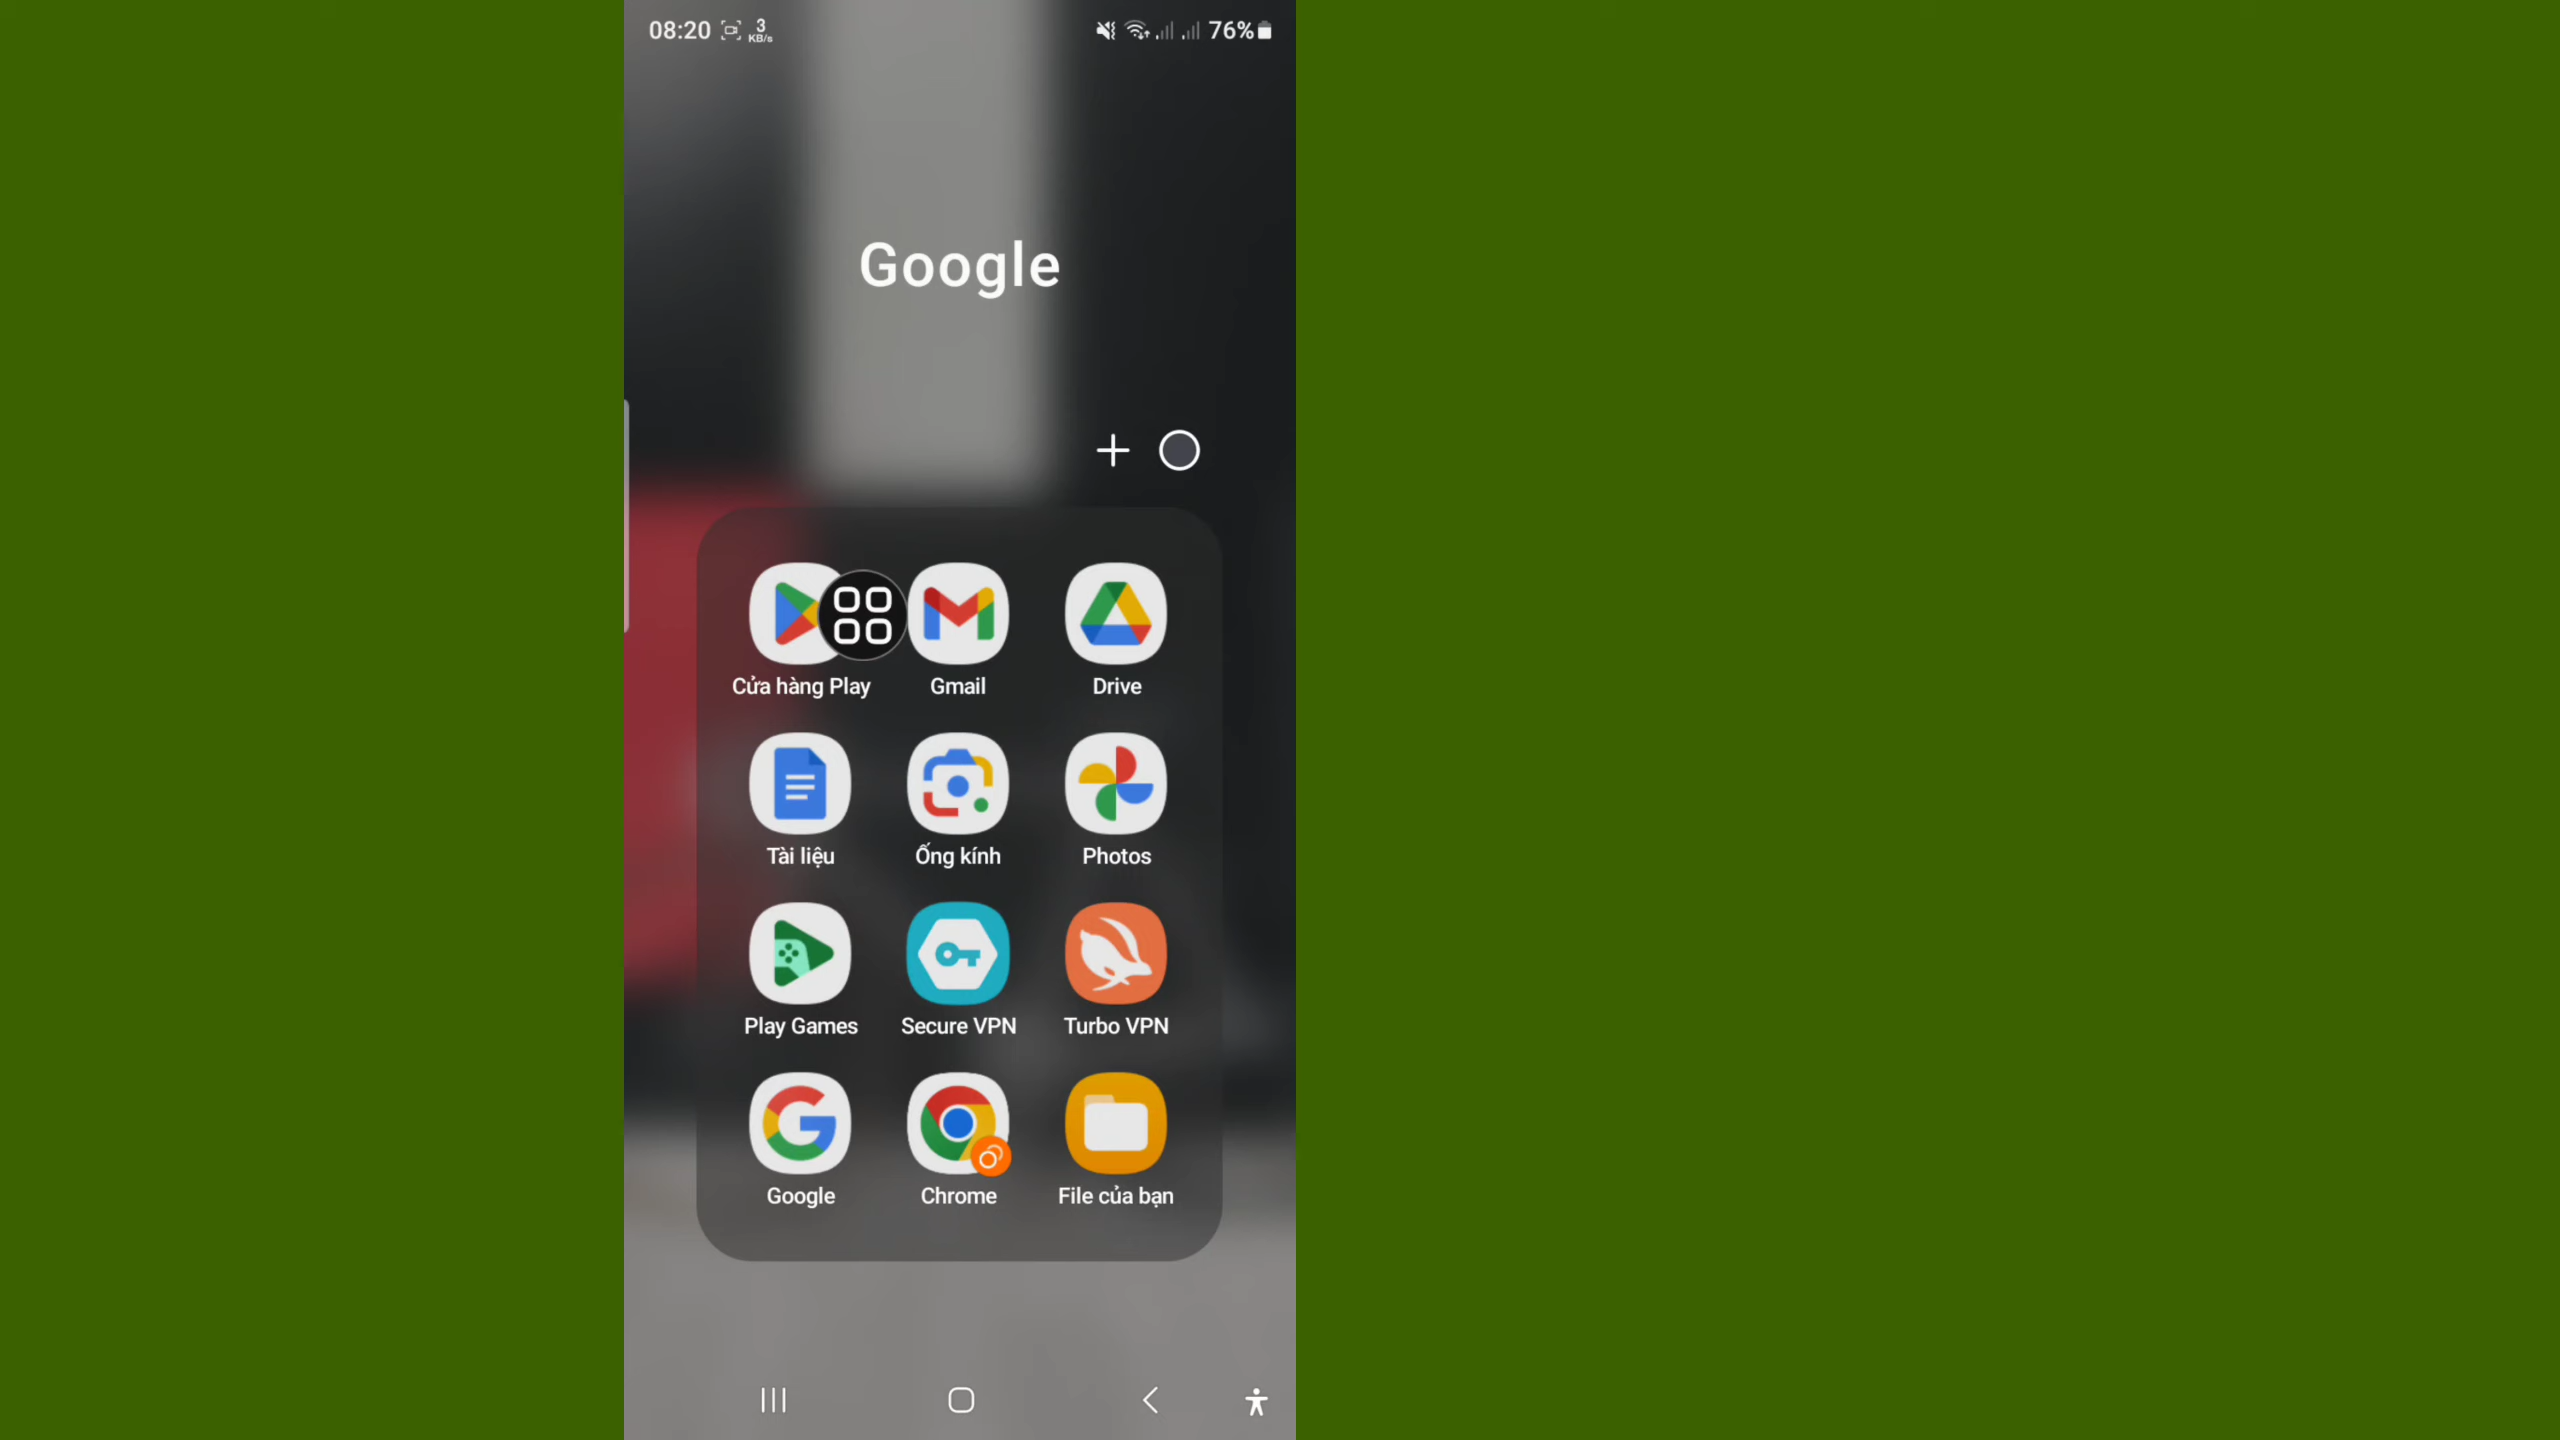 08:20 3 KB/s 76%
Google
Cửa hàng Play Gmail Drive
Tài liệu Ống kính Photos
Play Games Secure VPN Turbo VPN
Google Chrome File của bạn